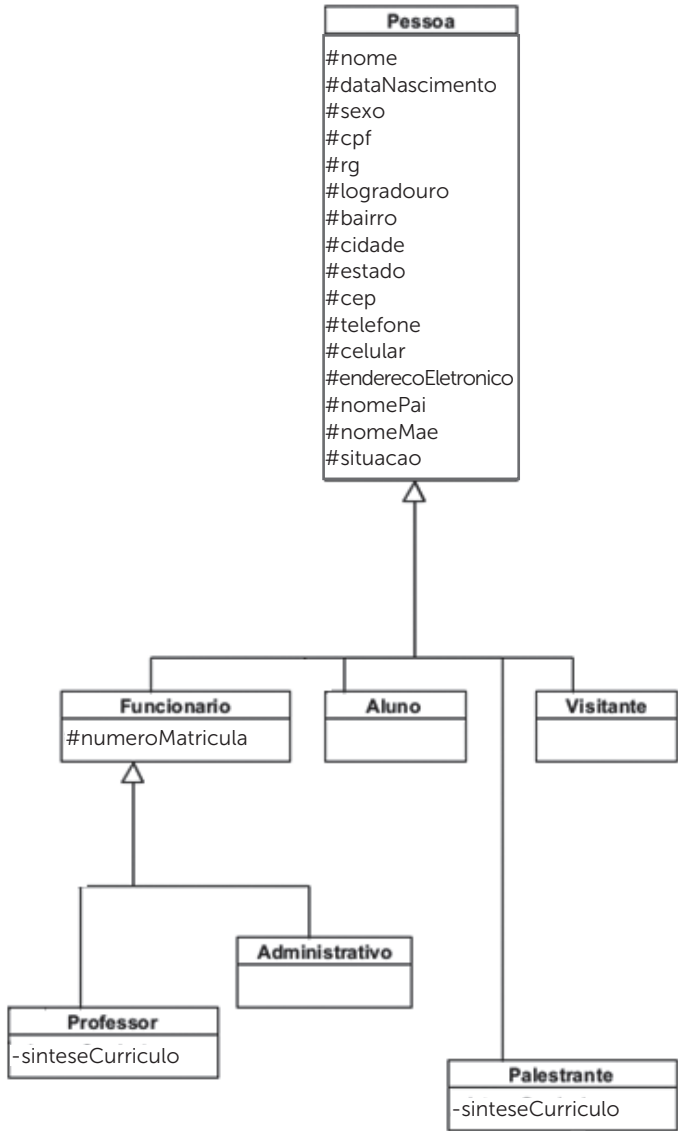 Pessoa
#nome
#dataNascimento
#sexo
#cpf
#rg
#logradouro
#bairro
#cidade
#estado
#cep
#telefone
#celular
#enderecoEletronico
#nomePai
#nomeMae
#situacao
Funcionario
#numeroMatricula
Aluno
Visitante
Administrativo
Professor
-sinteseCurriculo
Palestrante
-sinteseCurriculo